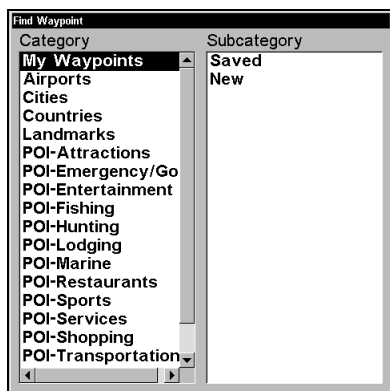 Find Waypoint
Category
My Waypoints
Airports
Cities
Countries
Landmarks
POI-Attractions
POI-Emergency/Go
POI-Entertainment
POI-Fishing
POI-Hunting
POI-Lodging
POI-Marine
POI-Restaurants
POI-Sports
POI-Services
POI-Shopping
POI-Transportation
Subcategory
Saved
New